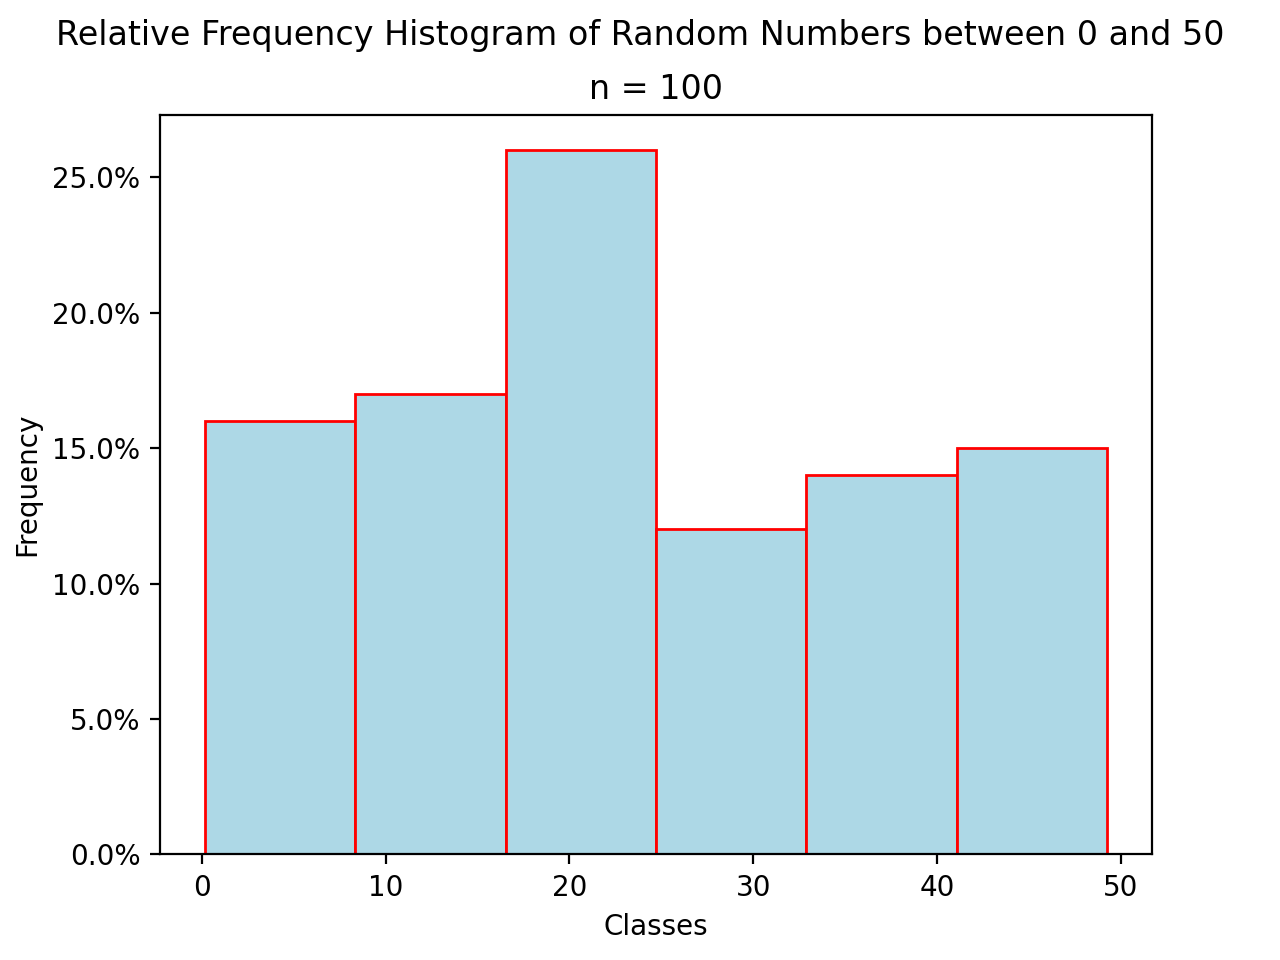 Relative Frequency Histogram of Random Numbers between 0 and 50
n = 100
25.0%
20.0%
15.0%
10.0%
5.0%
0.0%
Frequency
0 10 20 30 40 50
Classes